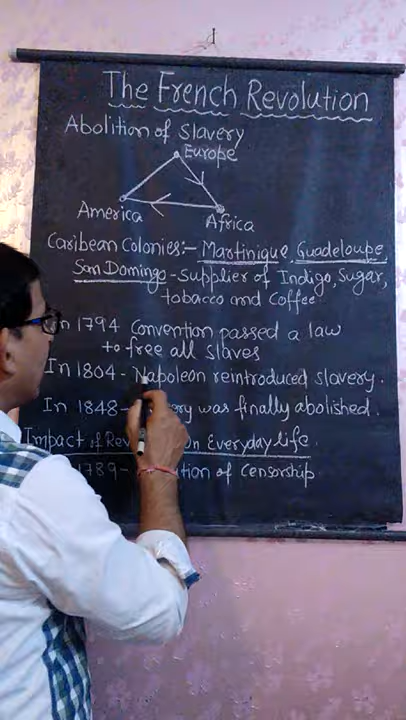 The French Revolution
Abolition of Slavery
Europe
America
Africa
Caribean Colonies:- Martinique, Guadeloupe
San Domingo - Supplier of Indigo, Sugar,
tobacco and Coffee
In 1794 Convention passed a law
to free all slaves
In 1804 - Napoleon reintroduced slavery.
In 1848 - was finally abolished.
Impact of on Everyday life.
1789 - of censorship